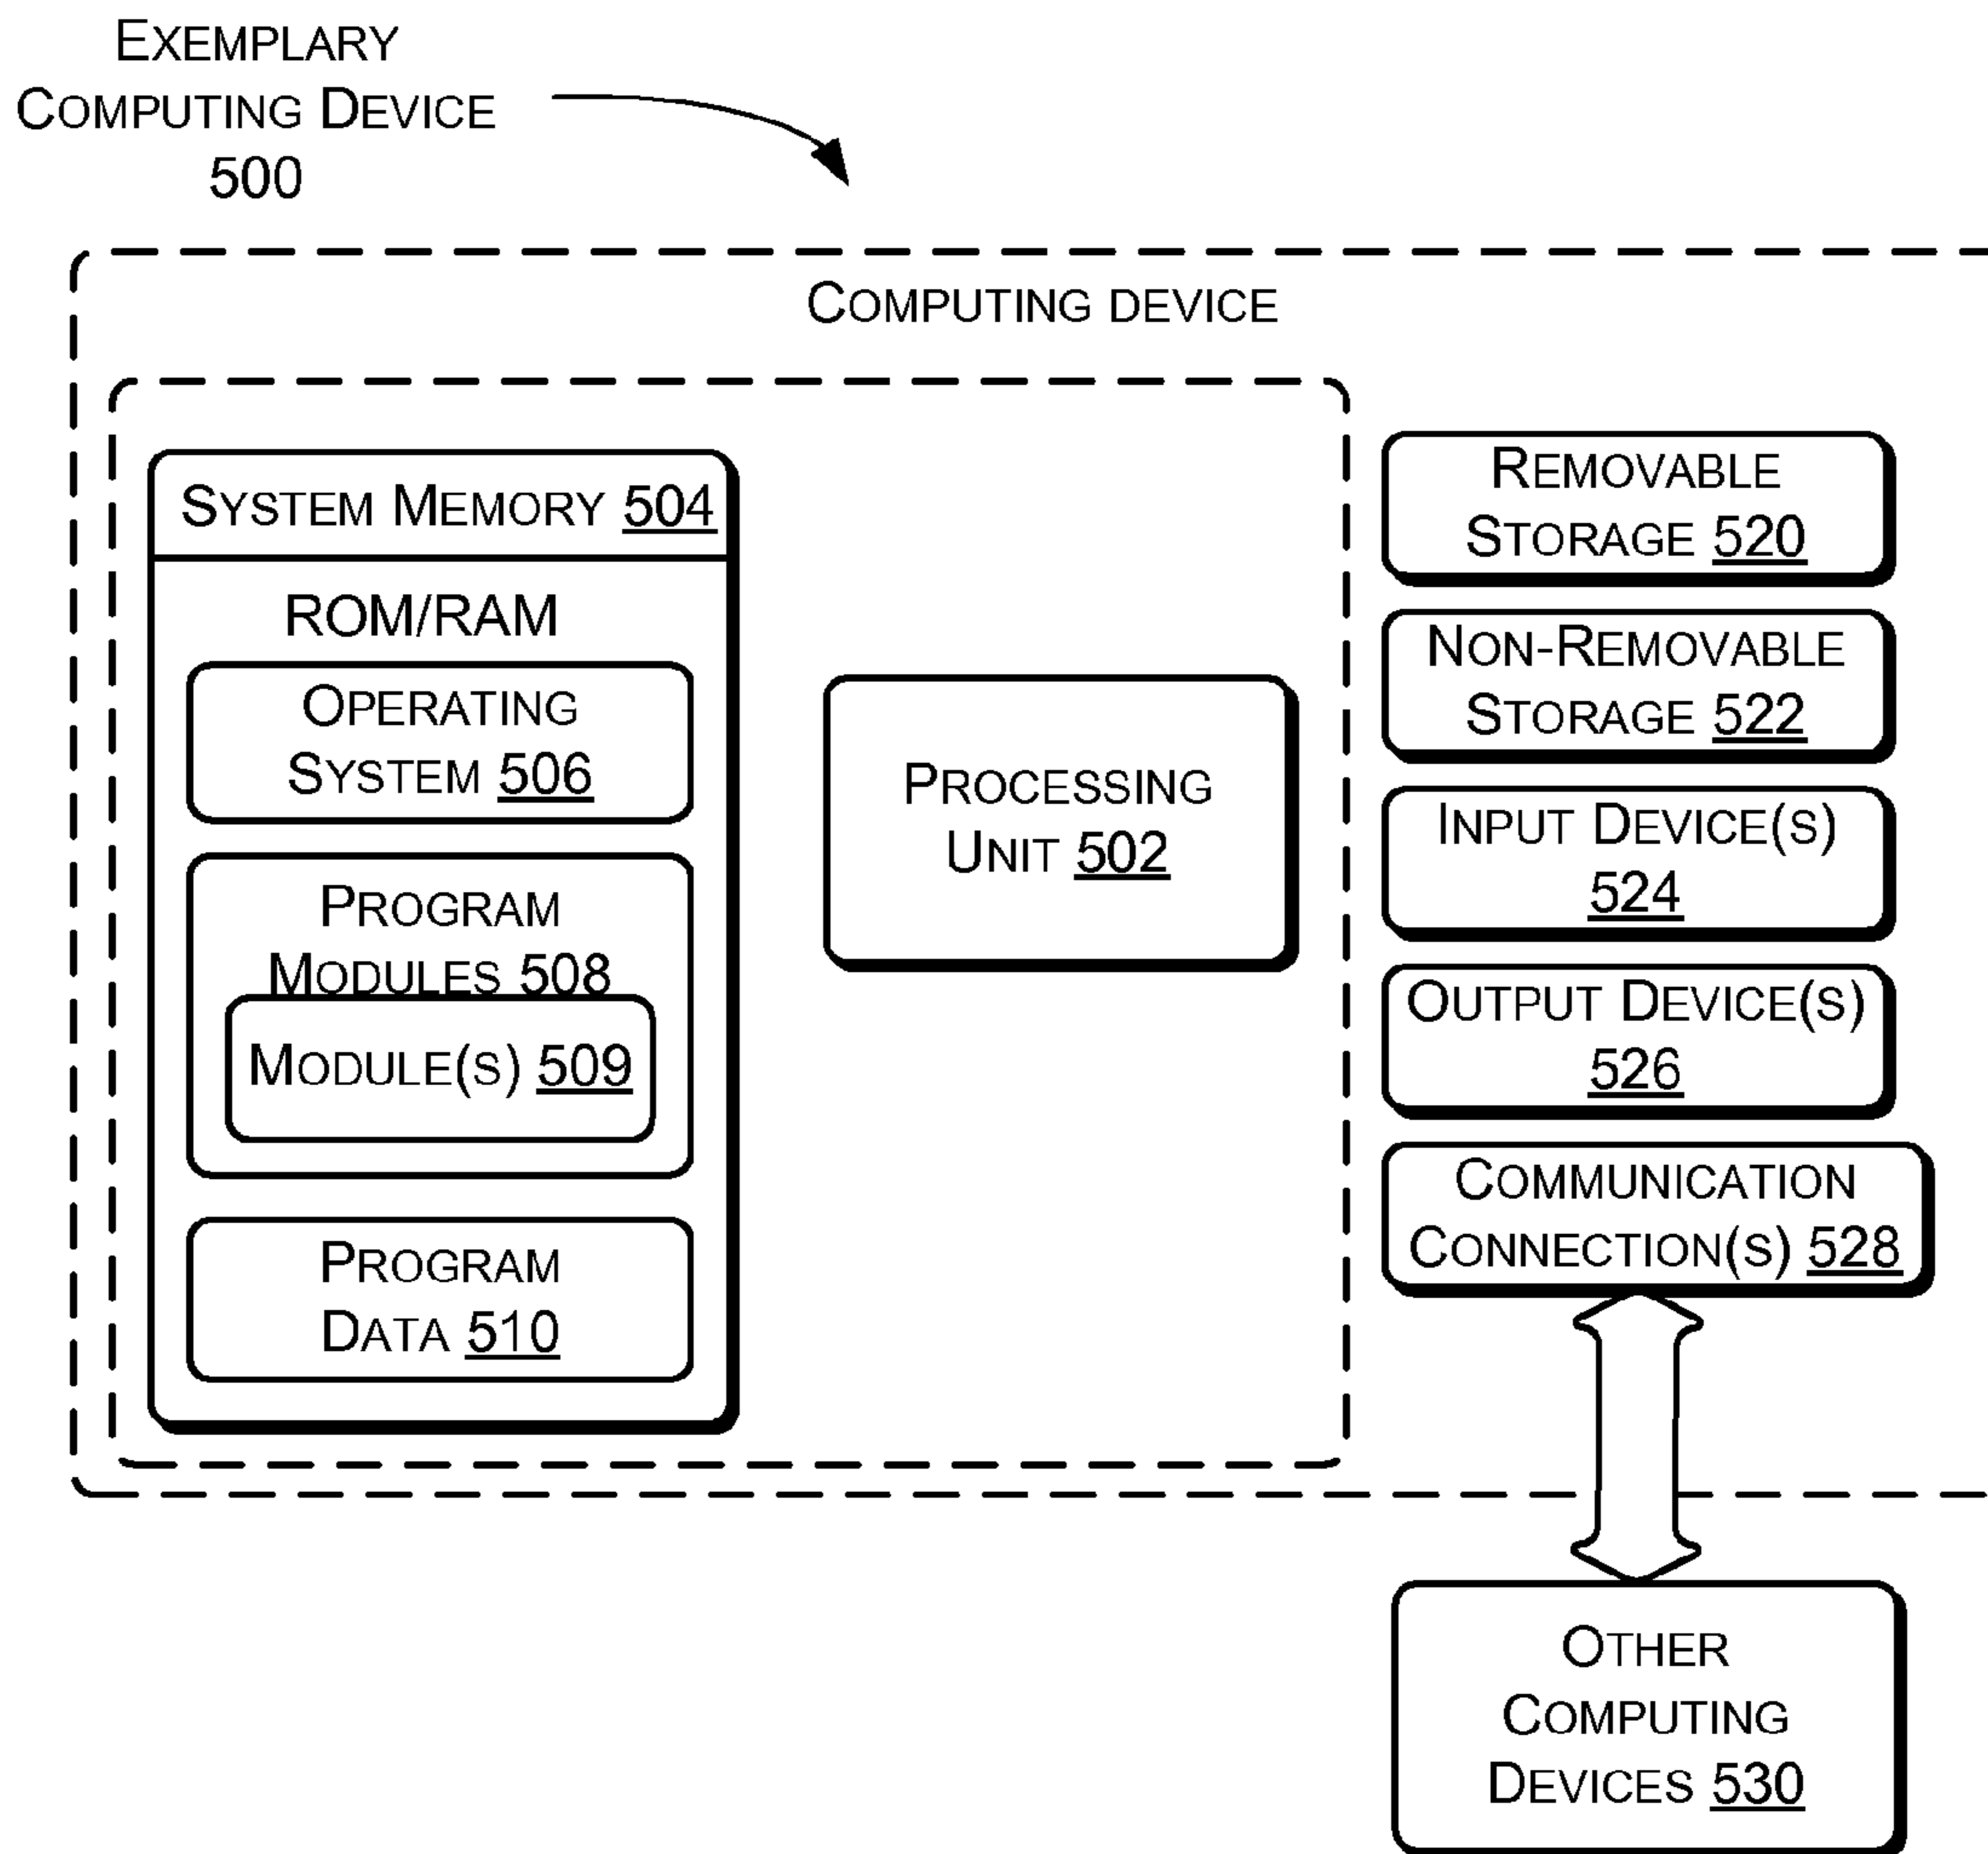 EXEMPLARY
COMPUTING DEVICE
500
COMPUTING DEVICE
SYSTEM MEMORY 504
ROM/RAM
OPERATING
SYSTEM 506
PROGRAM
MODULES 508
MODULE(S) 509
PROGRAM
DATA 510
PROCESSING
UNIT 502
REMOVABLE
STORAGE 520
NON-REMOVABLE
STORAGE 522
INPUT DEVICE(S)
524
OUTPUT DEVICE(S)
526
COMMUNICATION
CONNECTION(S) 528
OTHER
COMPUTING
DEVICES 530